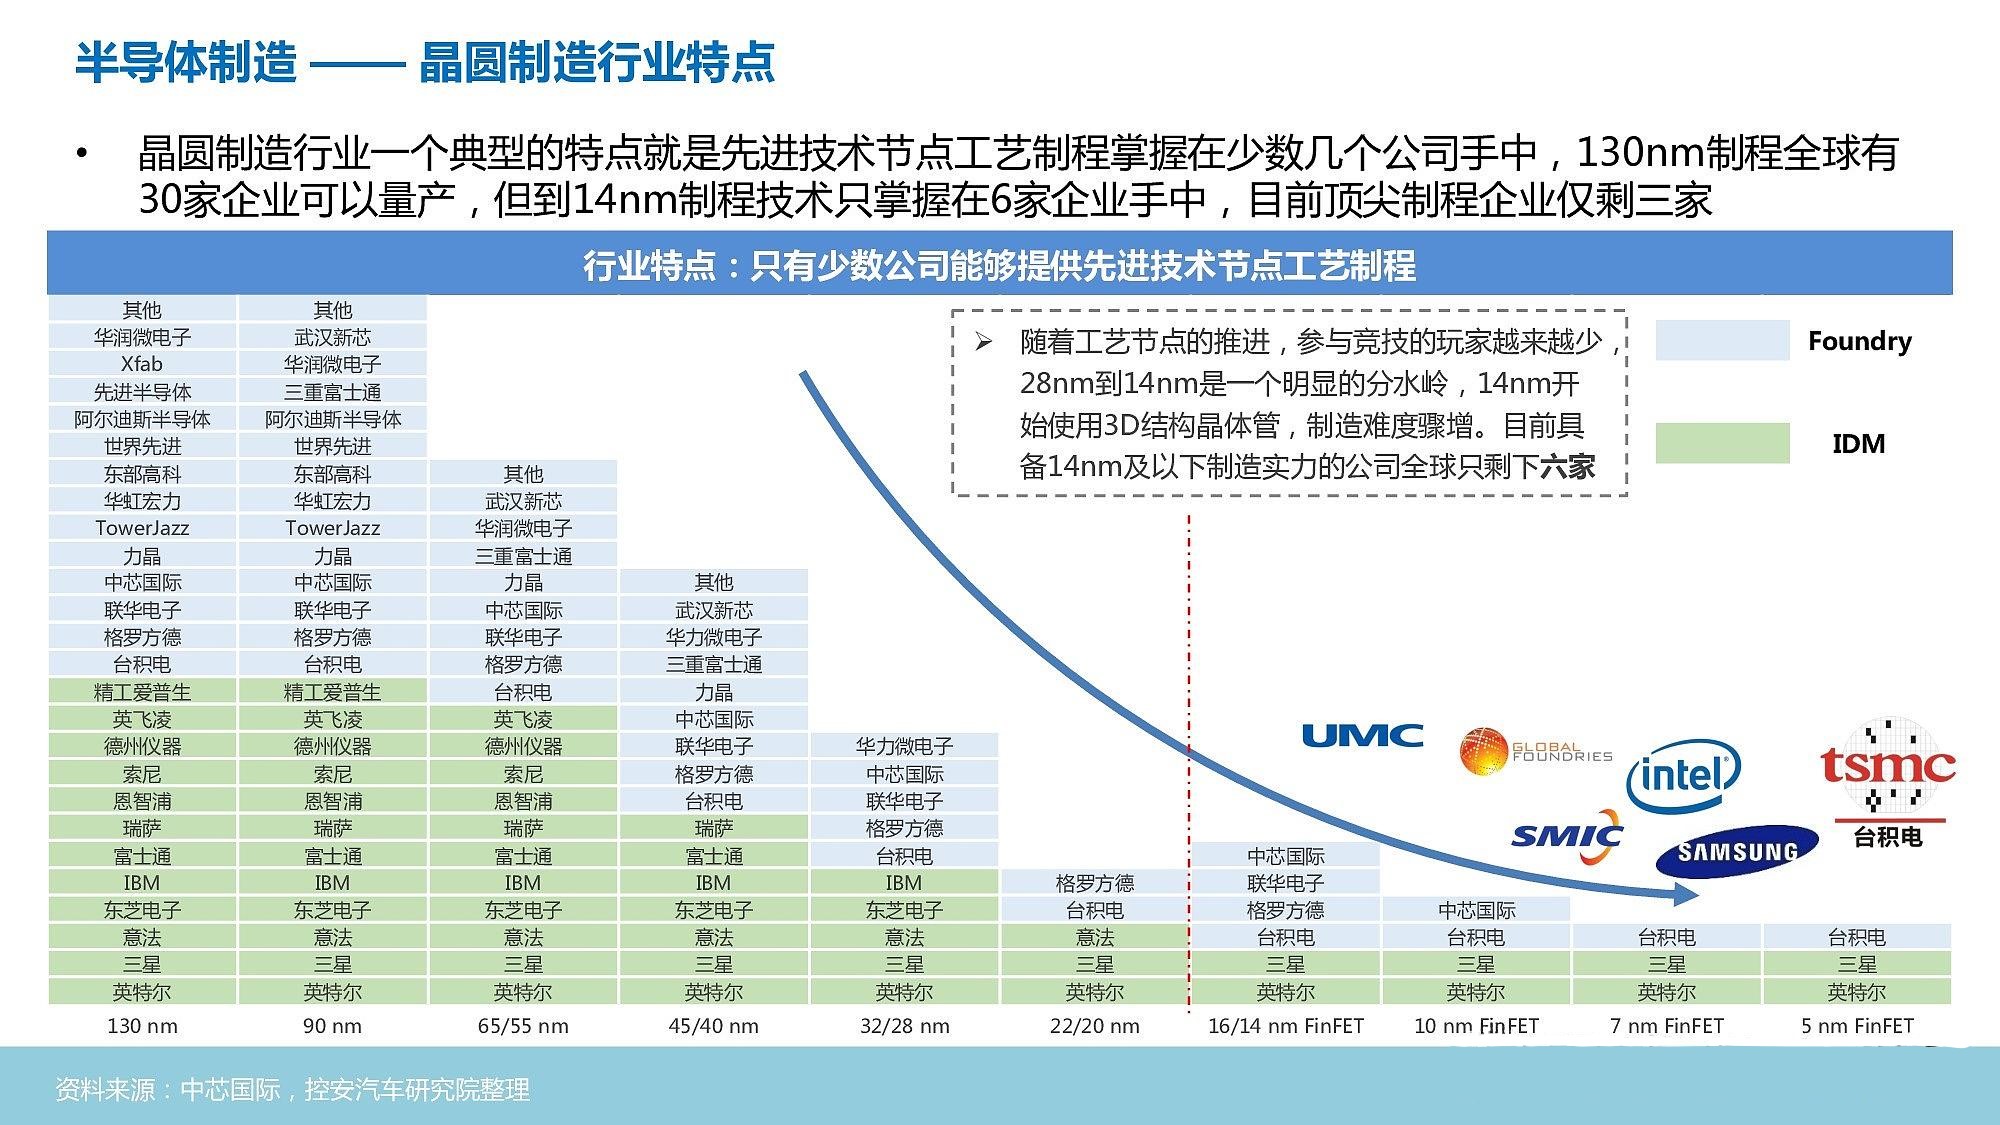 半导体制造 —— 晶圆制造行业特点
• 晶圆制造行业一个典型的特点就是先进技术节点工艺制程掌握在少数几个公司手中，130nm制程全球有
30家企业可以量产，但到14nm制程技术只掌握在6家企业手中，目前顶尖制程企业仅剩三家
行业特点：只有少数公司能够提供先进技术节点工艺制程
➢ 随着工艺节点的推进，参与竞技的玩家越来越少，
28nm到14nm是一个明显的分水岭，14nm开
始使用3D结构晶体管，制造难度骤增。目前具
备14nm及以下制造实力的公司全球只剩下六家
Foundry
IDM
其他 其他
华润微电子 武汉新芯
Xfab 华润微电子
先进半导体 三重富士通
阿尔迪斯半导体 阿尔迪斯半导体
世界先进 世界先进
东部高科 东部高科 其他
华虹宏力 华虹宏力 武汉新芯
TowerJazz TowerJazz 华润微电子
力晶 力晶 三重富士通
中芯国际 中芯国际 力晶 其他
联华电子 联华电子 中芯国际 武汉新芯
格罗方德 格罗方德 联华电子 华力微电子
台积电 台积电 格罗方德 三重富士通
精工爱普生 精工爱普生 台积电 力晶
英飞凌 英飞凌 英飞凌 中芯国际
德州仪器 德州仪器 德州仪器 联华电子 华力微电子
索尼 索尼 索尼 格罗方德 中芯国际
恩智浦 恩智浦 恩智浦 台积电 联华电子
瑞萨 瑞萨 瑞萨 瑞萨 格罗方德
富士通 富士通 富士通 富士通 台积电 中芯国际
IBM IBM IBM IBM IBM 格罗方德 联华电子
东芝电子 东芝电子 东芝电子 东芝电子 东芝电子 台积电 格罗方德 中芯国际
意法 意法 意法 意法 意法 意法 台积电 台积电 台积电 台积电
三星 三星 三星 三星 三星 三星 三星 三星 三星 三星
英特尔 英特尔 英特尔 英特尔 英特尔 英特尔 英特尔 英特尔 英特尔 英特尔
130 nm 90 nm 65/55 nm 45/40 nm 32/28 nm 22/20 nm 16/14 nm FinFET 10 nm FinFET 7 nm FinFET 5 nm FinFET
UMC
GLOBAL
FOUNDRIES
intel
tsmc
台积电
SMIC
SAMSUNG
资料来源：中芯国际，控安汽车研究院整理